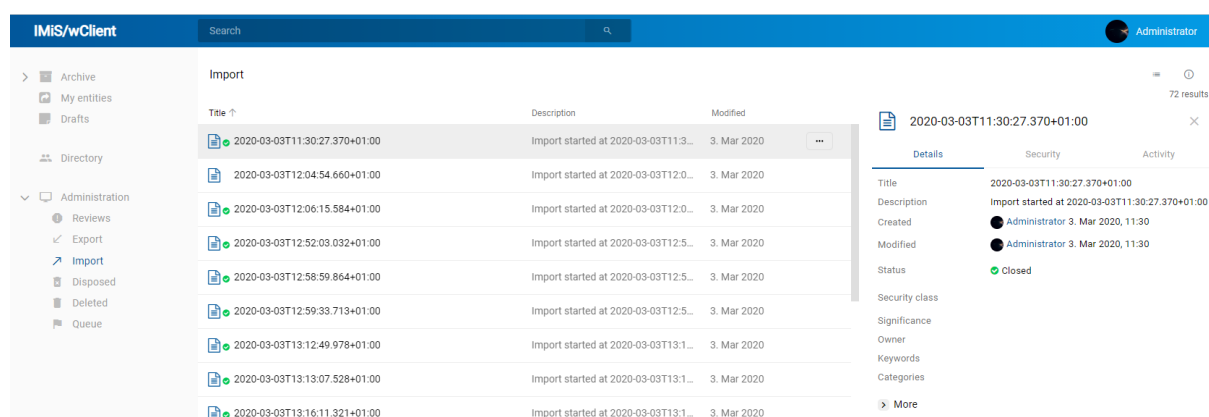 IMiS/wClient
Search
Administrator
Archive
My entities
Drafts
Directory
Administration
Reviews
Export
Import
Disposed
Deleted
Queue
Import
72 results
Title Description Modified
2020-03-03T11:30:27.370+01:00 Import started at 2020-03-03T11:3... 3. Mar 2020
2020-03-03T12:04:54.660+01:00 Import started at 2020-03-03T12:0... 3. Mar 2020
2020-03-03T12:06:15.584+01:00 Import started at 2020-03-03T12:0... 3. Mar 2020
2020-03-03T12:52:03.032+01:00 Import started at 2020-03-03T12:5... 3. Mar 2020
2020-03-03T12:58:59.864+01:00 Import started at 2020-03-03T12:5... 3. Mar 2020
2020-03-03T12:59:33.713+01:00 Import started at 2020-03-03T12:5... 3. Mar 2020
2020-03-03T13:12:49.978+01:00 Import started at 2020-03-03T13:1... 3. Mar 2020
2020-03-03T13:13:07.528+01:00 Import started at 2020-03-03T13:1... 3. Mar 2020
2020-03-03T13:16:11.321+01:00 Import started at 2020-03-03T13:1... 3. Mar 2020
2020-03-03T11:30:27.370+01:00
Details Security Activity
Title 2020-03-03T11:30:27.370+01:00
Description Import started at 2020-03-03T11:30:27.370+01:00
Created Administrator 3. Mar 2020, 11:30
Modified Administrator 3. Mar 2020, 11:30
Status Closed
Security class
Significance
Owner
Keywords
Categories
More